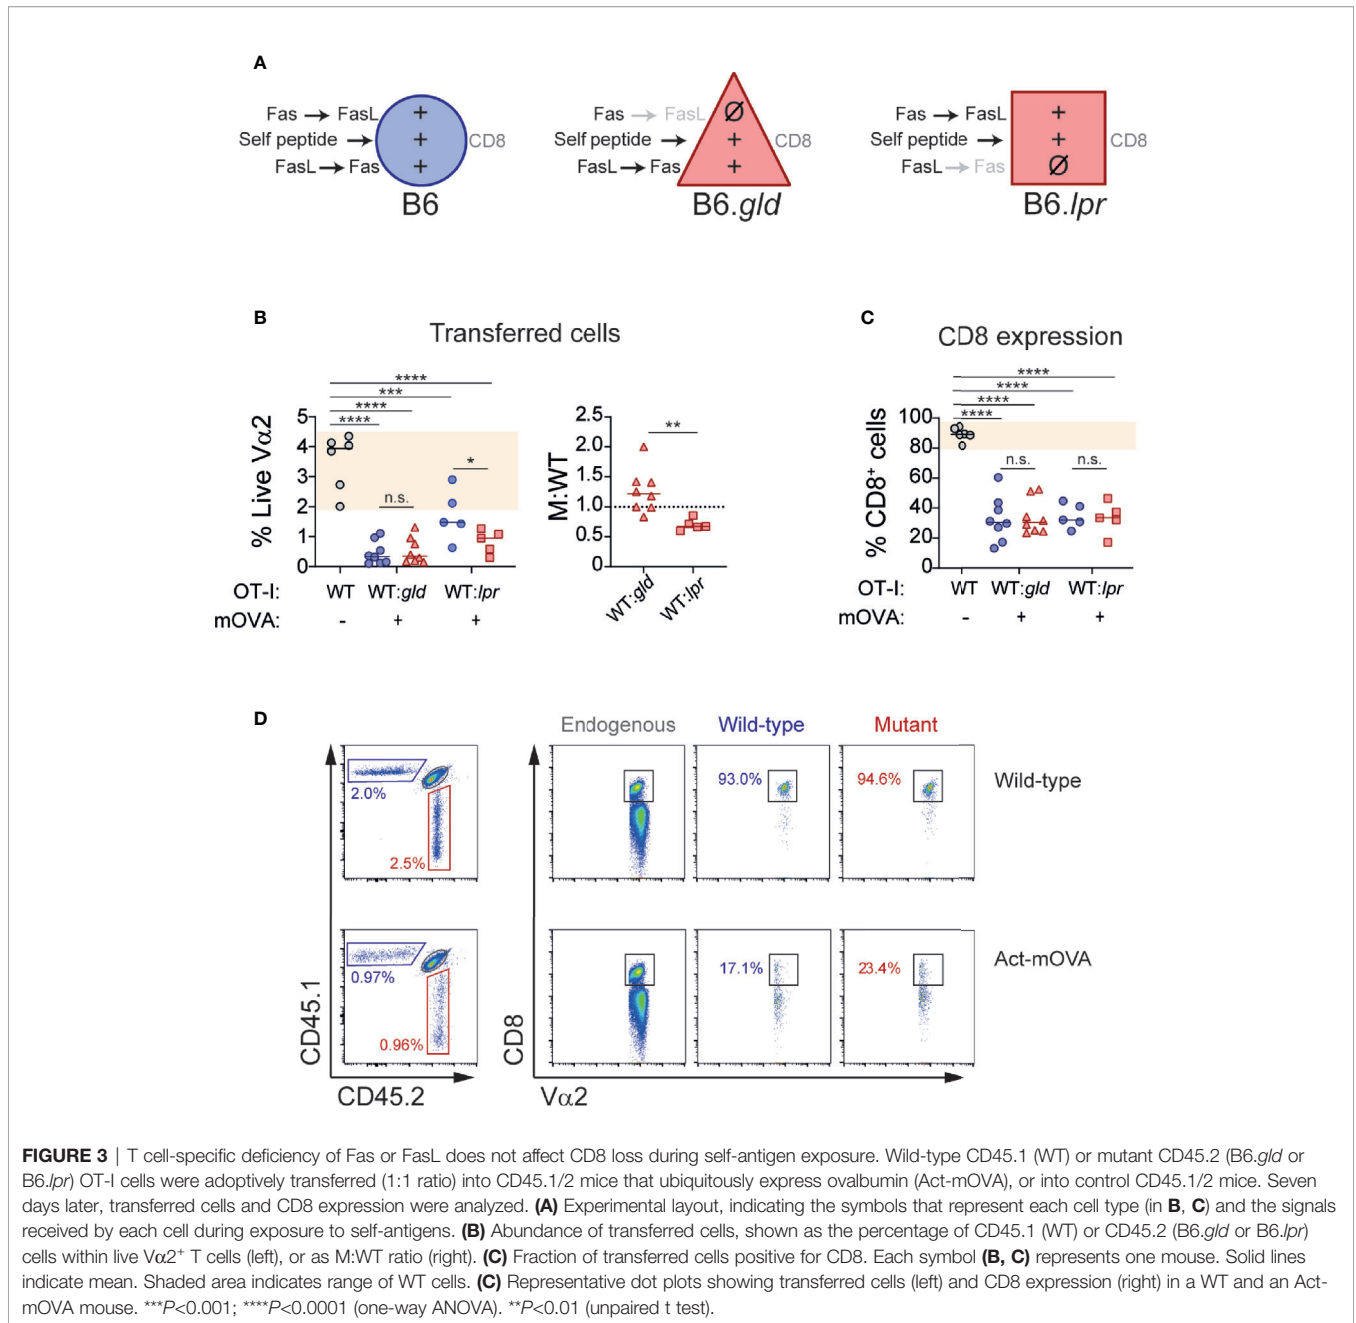 A
Fas → FasL + 
Self peptide → + CD8
FasL → Fas +
B6
Fas → FasL Ø
Self peptide → + CD8
FasL → Fas +
B6.gld
Fas → FasL +
Self peptide → + CD8
FasL → Fas Ø
B6.lpr
B
Transferred cells
% Live Vα2
5
4
3
2
1
0
****
***
****
****
n.s.
*
OT-I: WT WT:gld WT:lpr
mOVA: - + +
M:WT
2.5
2.0
1.5
1.0
0.5
0
**
WT:gld
WT:lpr
C
CD8 expression
% CD8⁺ cells
100
80
60
40
20
0
****
****
****
****
n.s.
n.s.
OT-I: WT WT:gld WT:lpr
mOVA: - + +
D
Endogenous Wild-type Mutant
2.0%
2.5%
93.0%
94.6%
Wild-type
0.97%
0.96%
17.1%
23.4%
Act-mOVA
CD45.1
CD45.2
CD8
Vα2
FIGURE 3 | T cell-specific deficiency of Fas or FasL does not affect CD8 loss during self-antigen exposure. Wild-type CD45.1 (WT) or mutant CD45.2 (B6.gld or
B6.lpr) OT-I cells were adoptively transferred (1:1 ratio) into CD45.1/2 mice that ubiquitously express ovalbumin (Act-mOVA), or into control CD45.1/2 mice. Seven
days later, transferred cells and CD8 expression were analyzed. (A) Experimental layout, indicating the symbols that represent each cell type (in B, C) and the signals
received by each cell during exposure to self-antigens. (B) Abundance of transferred cells, shown as the percentage of CD45.1 (WT) or CD45.2 (B6.gld or B6.lpr)
cells within live Vα2⁺ T cells (left), or as M:WT ratio (right). (C) Fraction of transferred cells positive for CD8. Each symbol (B, C) represents one mouse. Solid lines
indicate mean. Shaded area indicates range of WT cells. (C) Representative dot plots showing transferred cells (left) and CD8 expression (right) in a WT and an Act-
mOVA mouse. ***P<0.001; ****P<0.0001 (one-way ANOVA). **P<0.01 (unpaired t test).